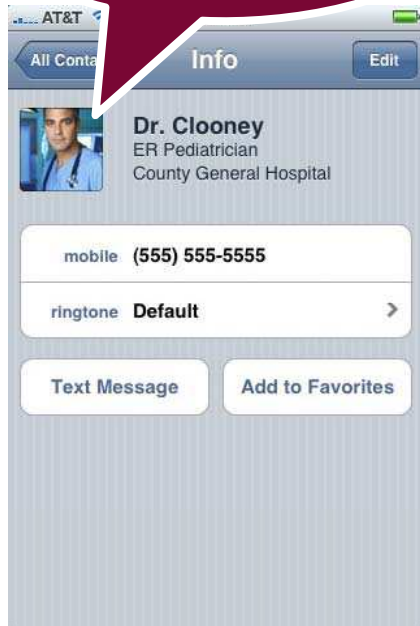 AT&T
All Conta
Info
Edit
Dr. Clooney
ER Pediatrician
County General Hospital
mobile (555) 555-5555
ringtone Default
Text Message
Add to Favorites